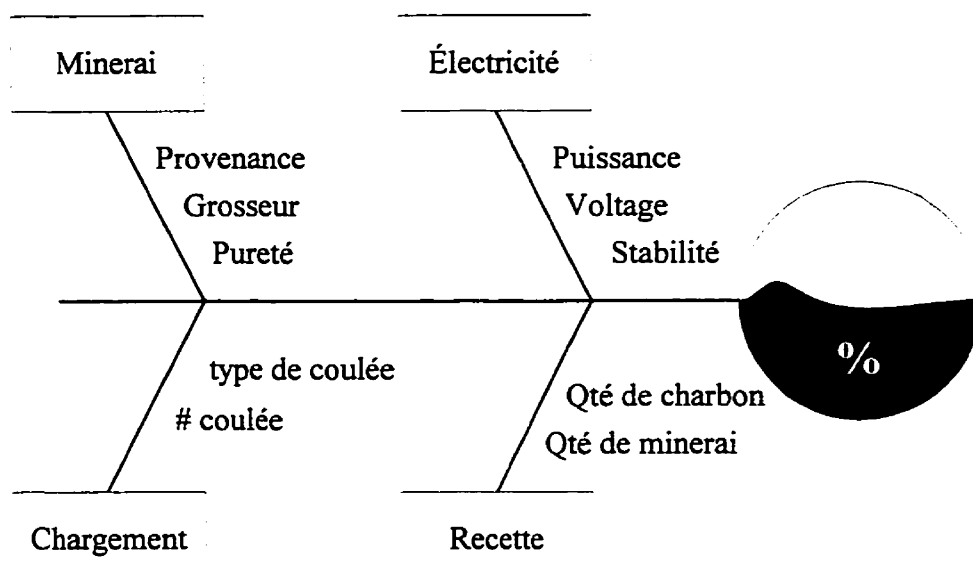 Minerai
Électricité
Provenance
Grosseur
Pureté
Puissance
Voltage
Stabilité
%
type de coulée
# coulée
Qté de charbon
Qté de minerai
Chargement
Recette